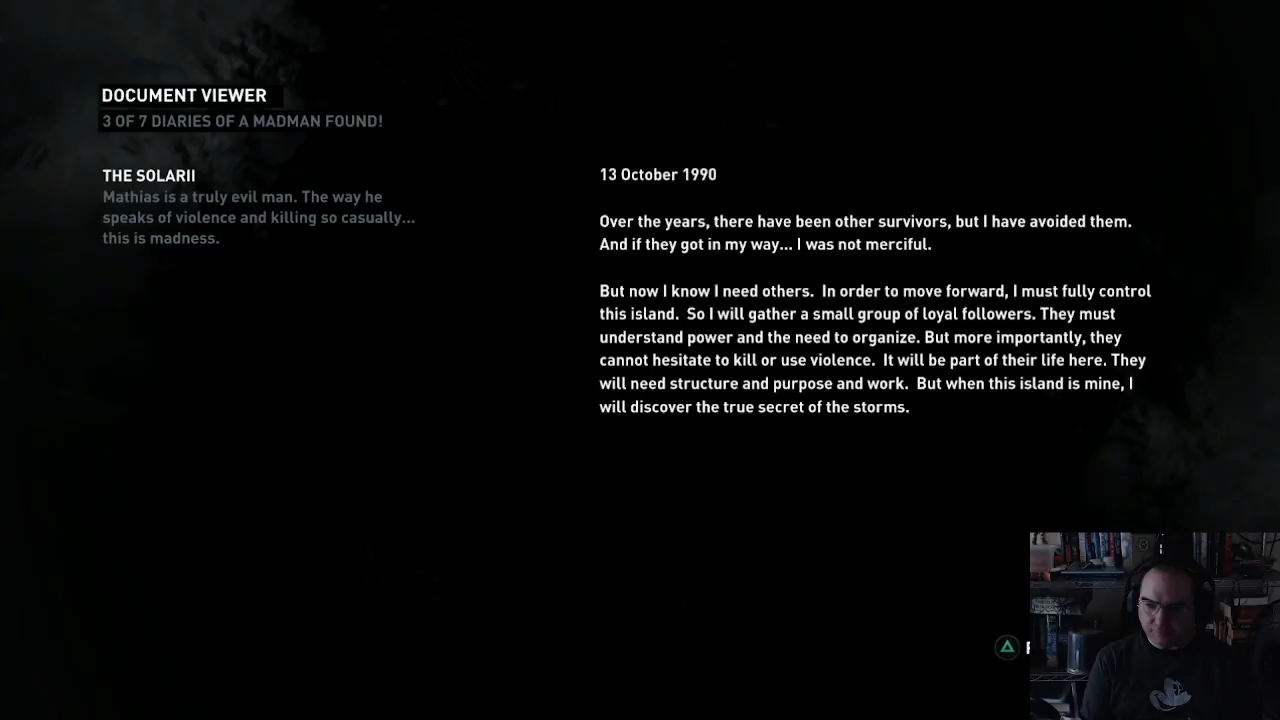 DOCUMENT VIEWER
3 OF 7 DIARIES OF A MADMAN FOUND!
THE SOLARII
Mathias is a truly evil man. The way he
speaks of violence and killing so casually...
this is madness.
13 October 1990
Over the years, there have been other survivors, but I have avoided them.
And if they got in my way... I was not merciful.
But now I know I need others.  In order to move forward, I must fully control
this island.  So I will gather a small group of loyal followers. They must
understand power and the need to organize. But more importantly, they
cannot hesitate to kill or use violence.  It will be part of their life here. They
will need structure and purpose and work.  But when this island is mine, I
will discover the true secret of the storms.